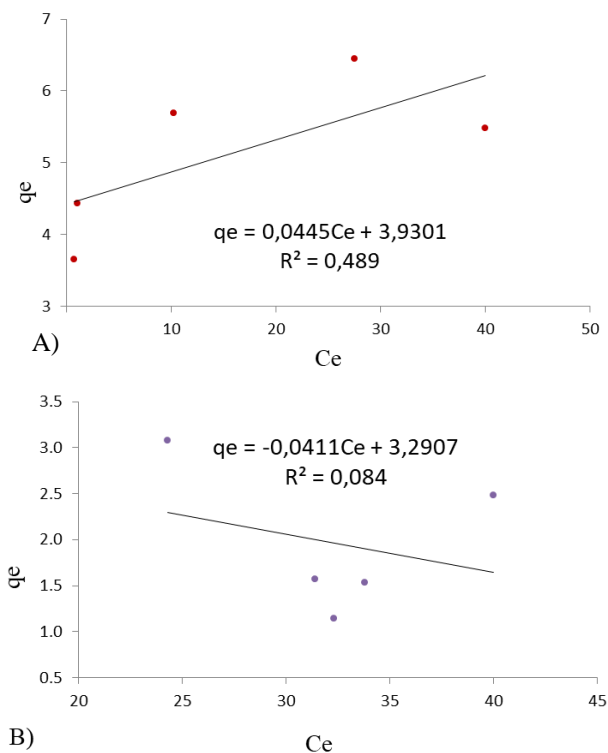 7
6
5
4
3
qe
qe = 0,0445Ce + 3,9301
R² = 0,489
10 20 30 40 50
A)
Ce
3.5
3.0
2.5
2.0
1.5
1.0
0.5
qe
qe = -0,0411Ce + 3,2907
R² = 0,084
20 25 30 35 40 45
B)
Ce